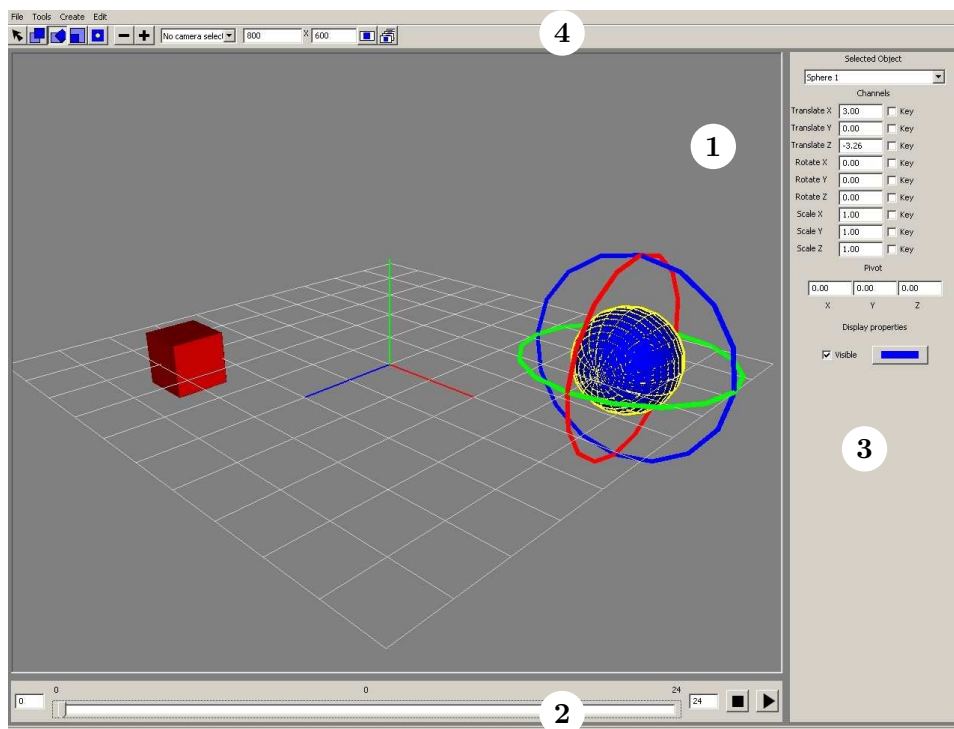 File Tools Create Edit
No camera select 800 X 600
4
Selected Object
Sphere 1
Channels
Translate X 3.00 Key
Translate Y 0.00 Key
Translate Z -3.26 Key
Rotate X 0.00 Key
Rotate Y 0.00 Key
Rotate Z 0.00 Key
Scale X 1.00 Key
Scale Y 1.00 Key
Scale Z 1.00 Key
Pivot
0.00 0.00 0.00
X Y Z
Display properties
Visible
1
3
0 0 24
0 24
2